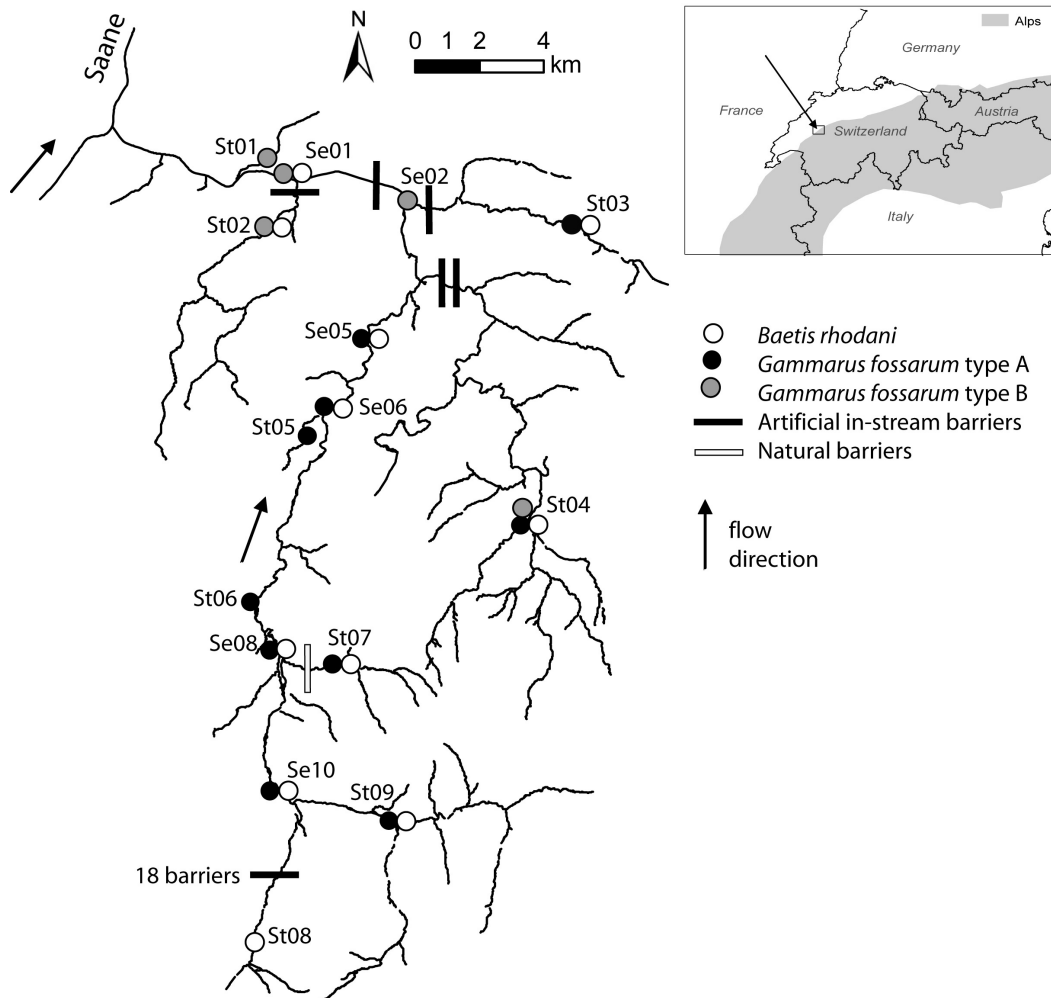 Saane
N
0 1 2 4
km
St01
Se01
Se02
St02
St03
Se05
Se06
St05
St04
St06
Se08
St07
Se10
St09
18 barriers
St08
Alps
Germany
France
Switzerland
Austria
Italy
Baetis rhodani
Gammarus fossarum type A
Gammarus fossarum type B
Artificial in-stream barriers
Natural barriers
flow
direction